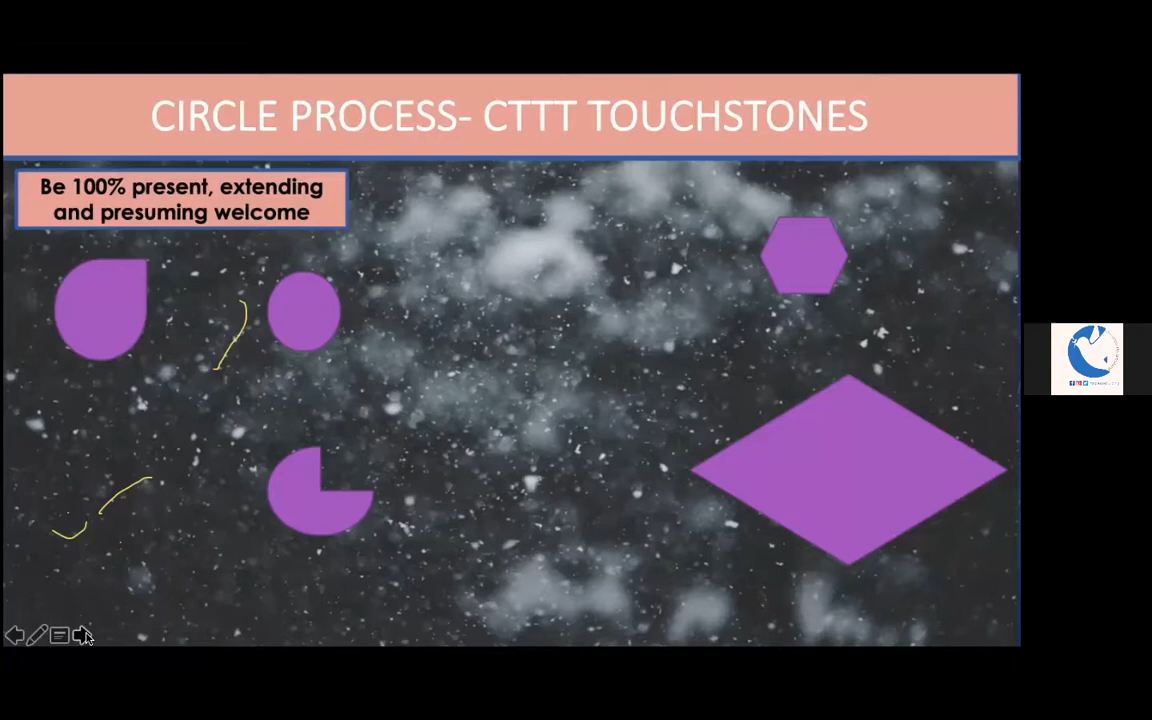 CIRCLE PROCESS- CTTT TOUCHSTONES
Be 100% present, extending
and presuming welcome